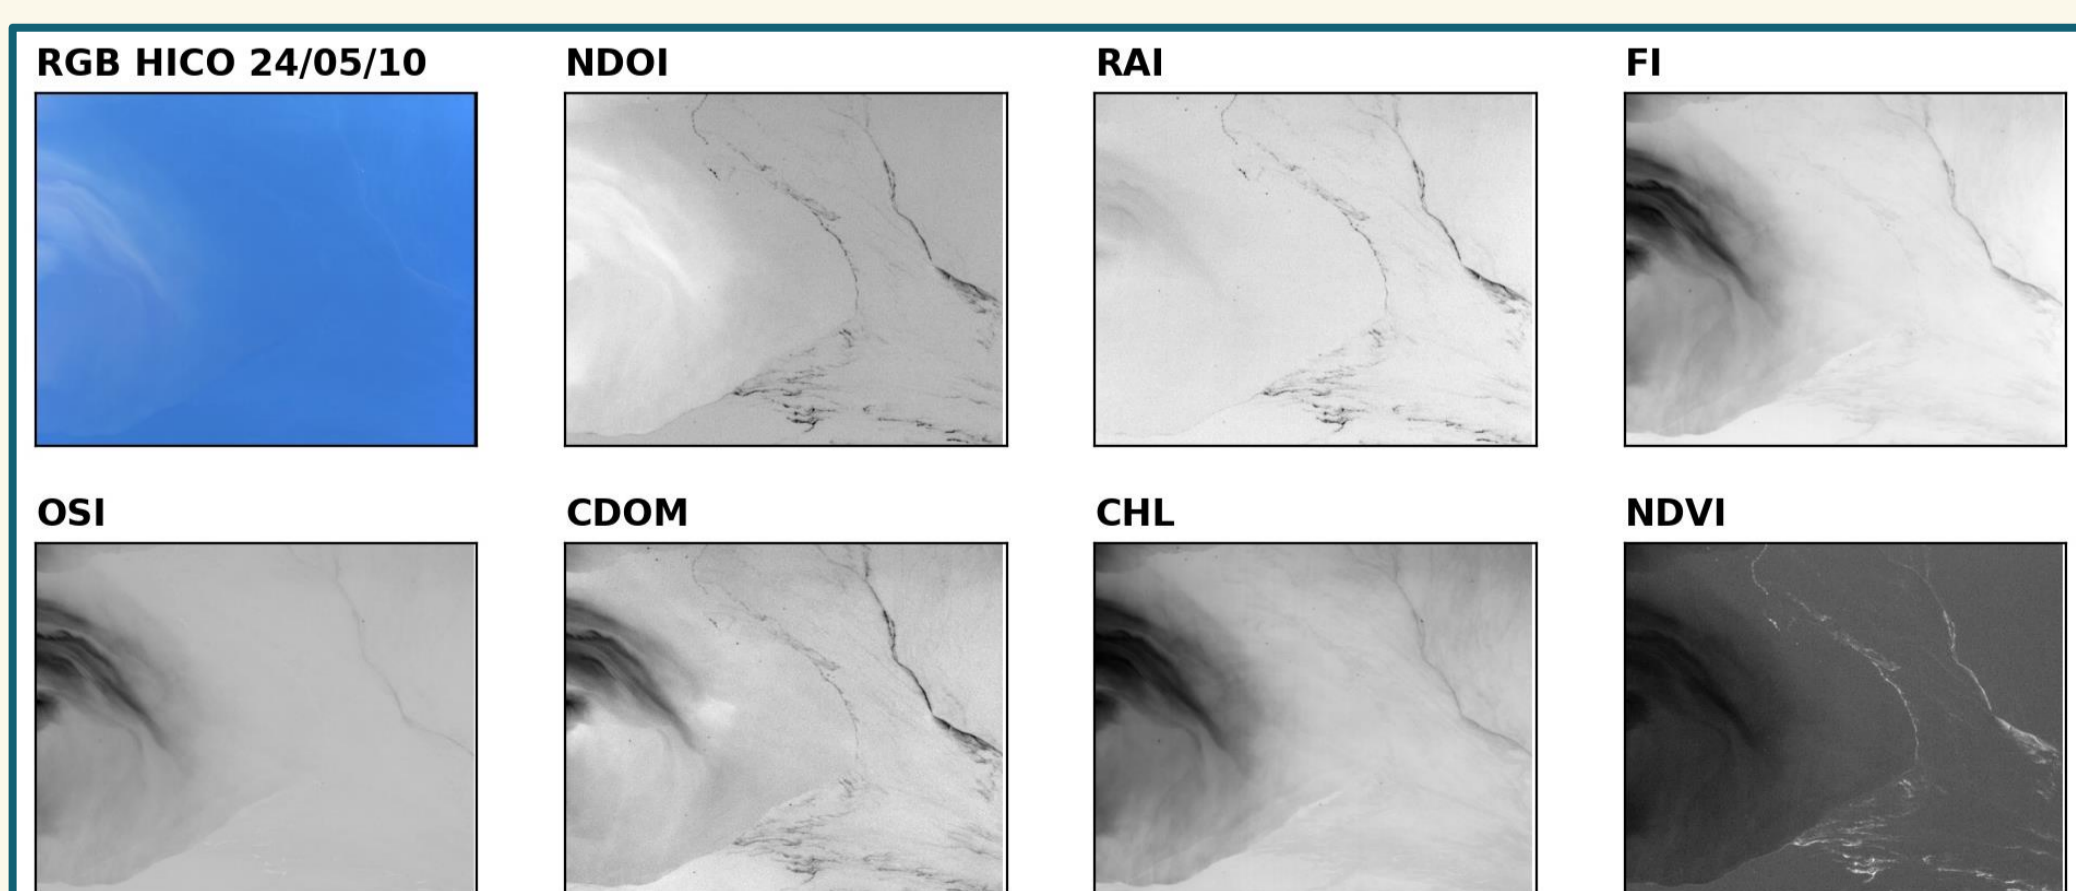 RGB HICO 24/05/10
NDOI
RAI
FI
OSI
CDOM
CHL
NDVI